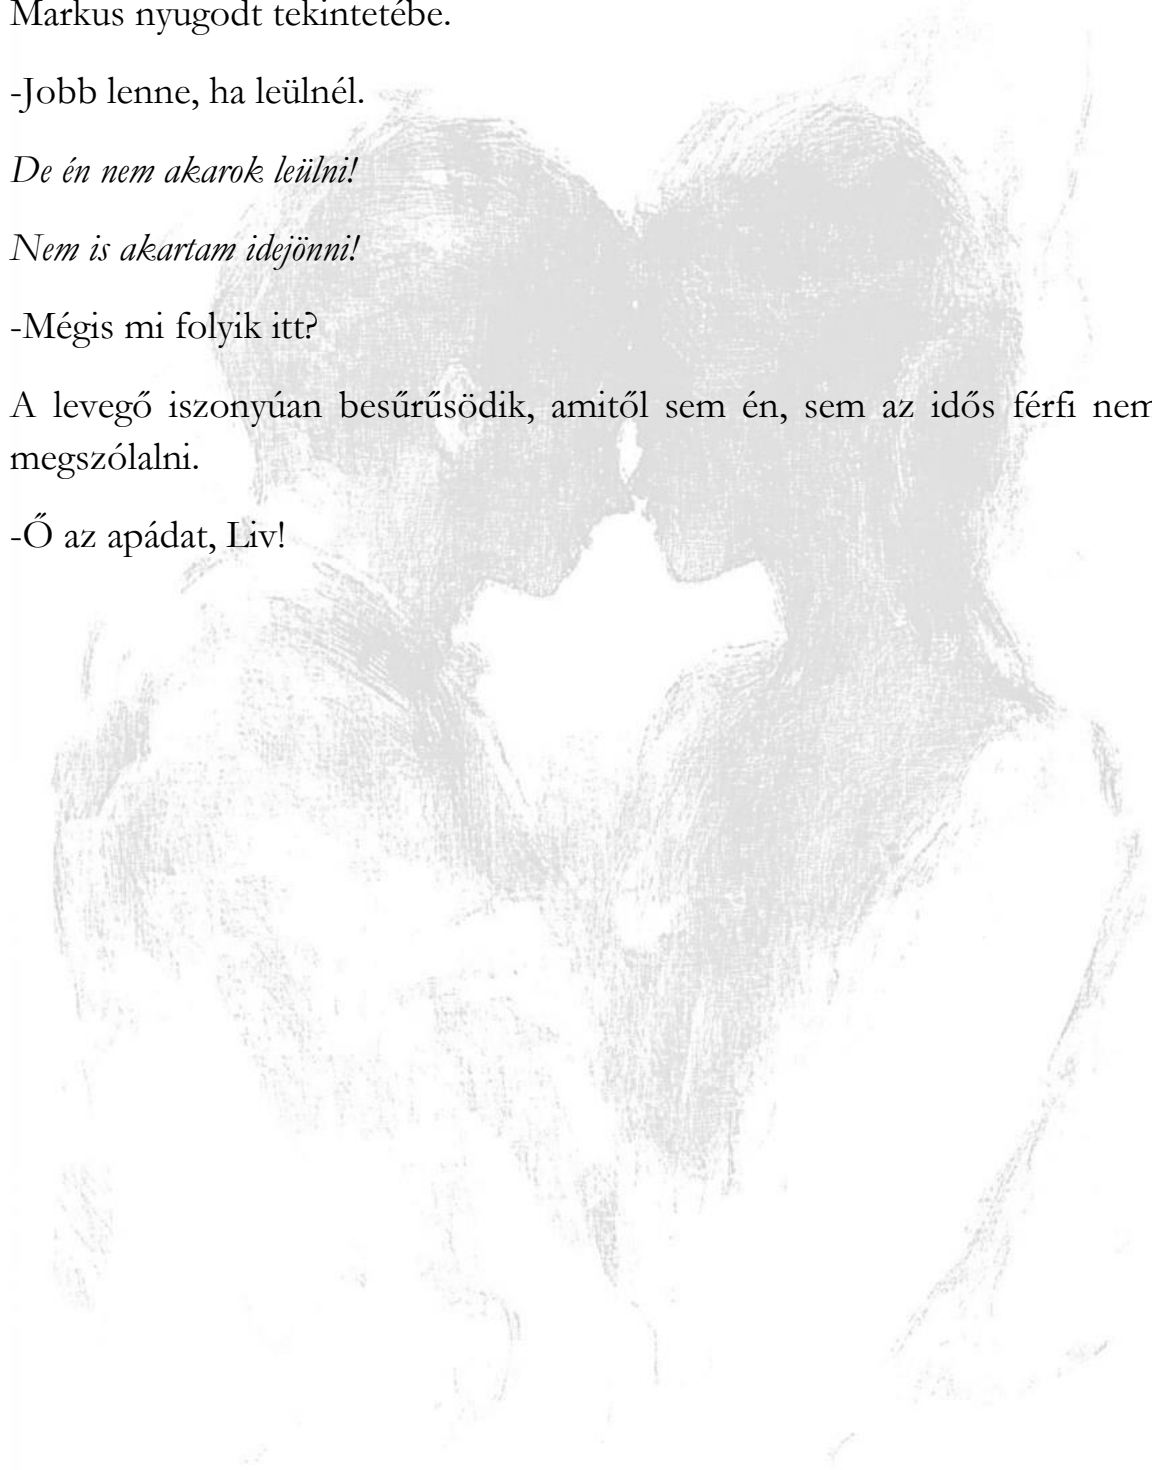 Markus nyugodt tekintetébe.
-Jobb lenne, ha leülnél.
De én nem akarok leülni!
Nem is akartam idejönni!
-Mégis mi folyik itt?
A levegő iszonyúan besűrűsödik, amitől sem én, sem az idős férfi nem
megszólalni.
-Ő az apádat, Liv!